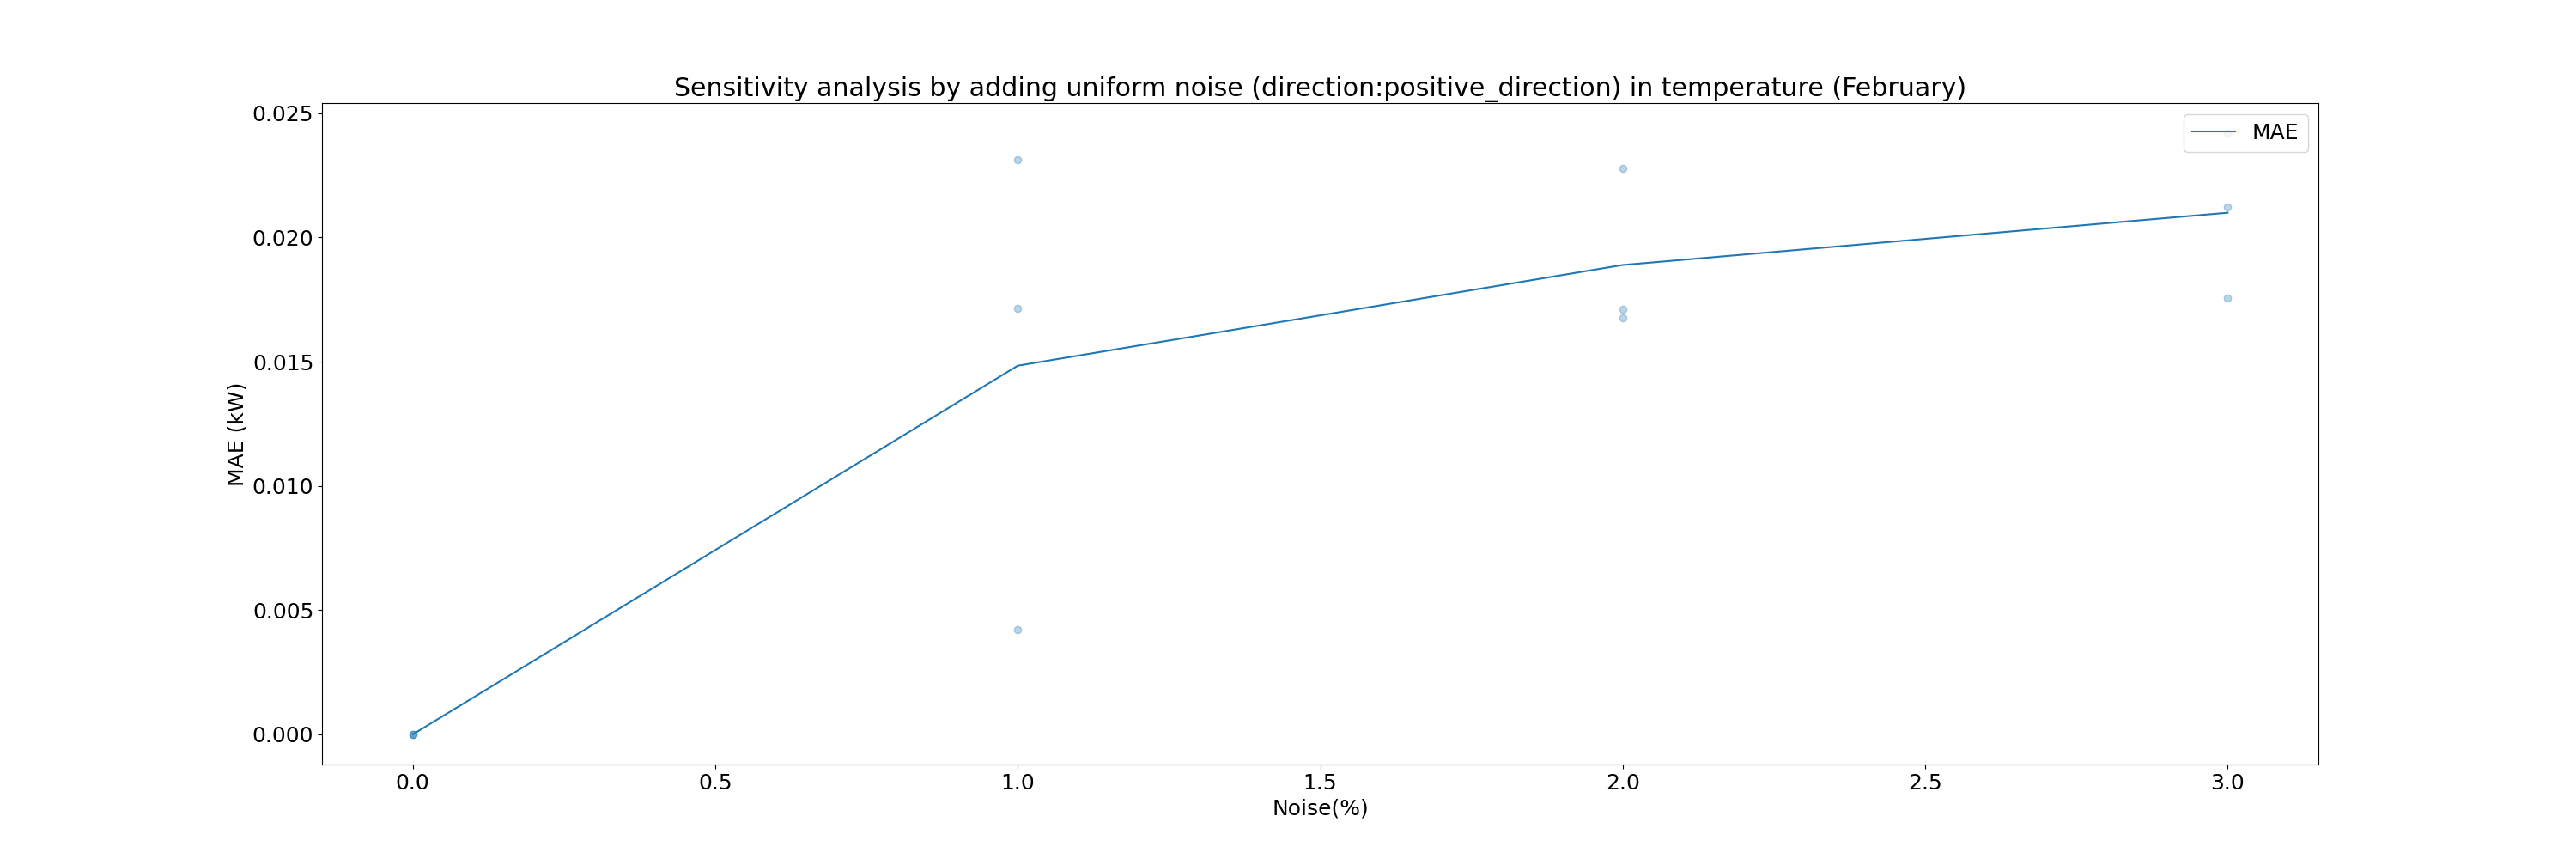 Sensitivity analysis by adding uniform noise (direction:positive_direction) in temperature (February)
MAE
0.025
0.020
0.015
0.010
0.005
0.000
MAE (kW)
0.0 0.5 1.0 1.5 2.0 2.5 3.0
Noise(%)